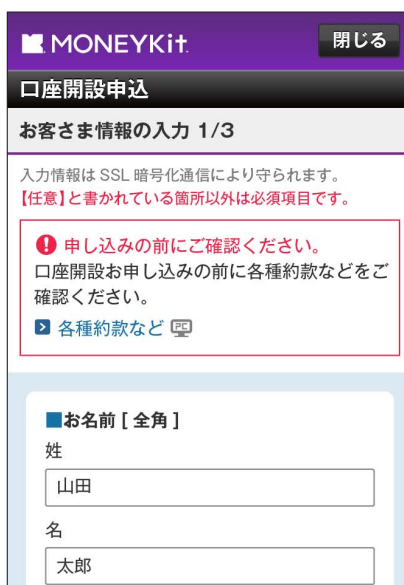 MONEYKit
閉じる
口座開設申込
お客さま情報の入力 1/3
入力情報は SSL 暗号化通信により守られます。
【任意】と書かれている箇所以外は必須項目です。
申し込みの前にご確認ください。
口座開設お申し込みの前に各種約款などをご
確認ください。
各種約款など PC
■お名前 [ 全角 ]
姓
山田
名
太郎